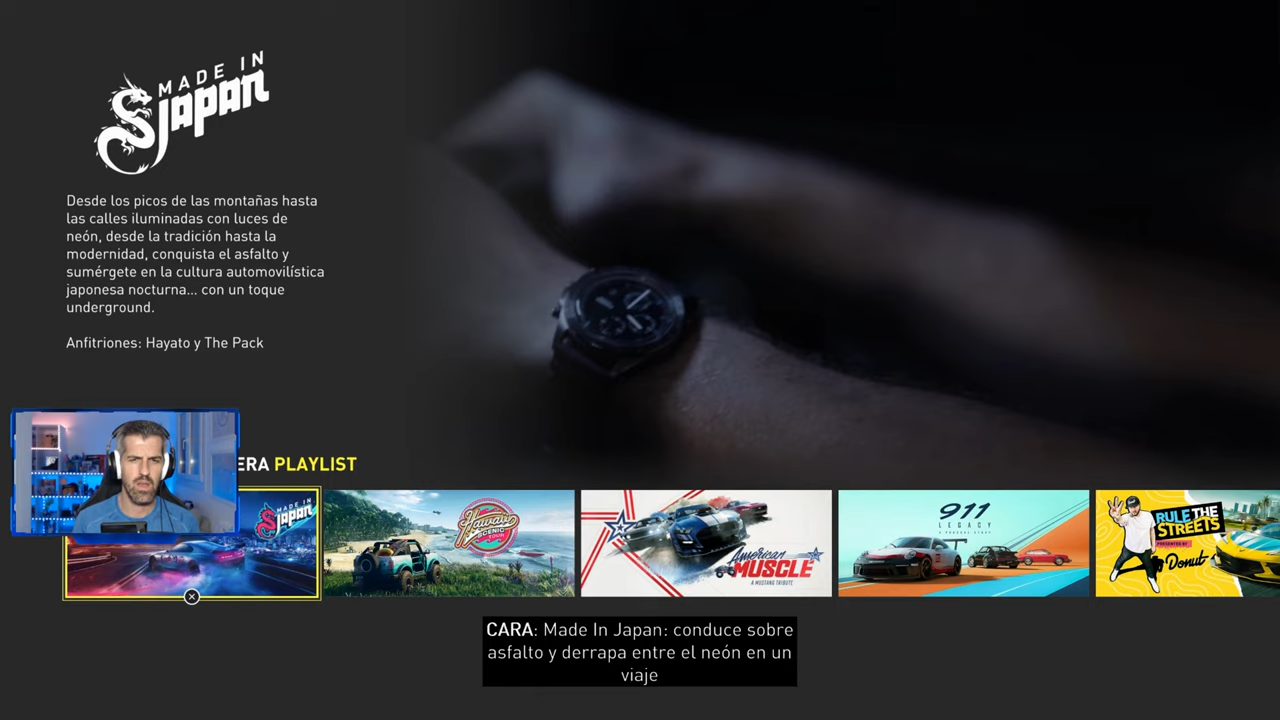 MADE IN
Japan
Desde los picos de las montañas hasta
las calles iluminadas con luces de
neón, desde la tradición hasta la
modernidad, conquista el asfalto y
sumérgete en la cultura automovilística
japonesa nocturna... con un toque
underground.
Anfitriones: Hayato y The Pack
ERA PLAYLIST
MADE IN
Japan
Hawaii
SCENIC
TOUR
American
MUSCLE
A MUSTANG TRIBUTE
911
LEGACY
RULE THE
STREETS
PRESENTED BY
Donut
CARA: Made In Japan: conduce sobre
asfalto y derrapa entre el neón en un
viaje